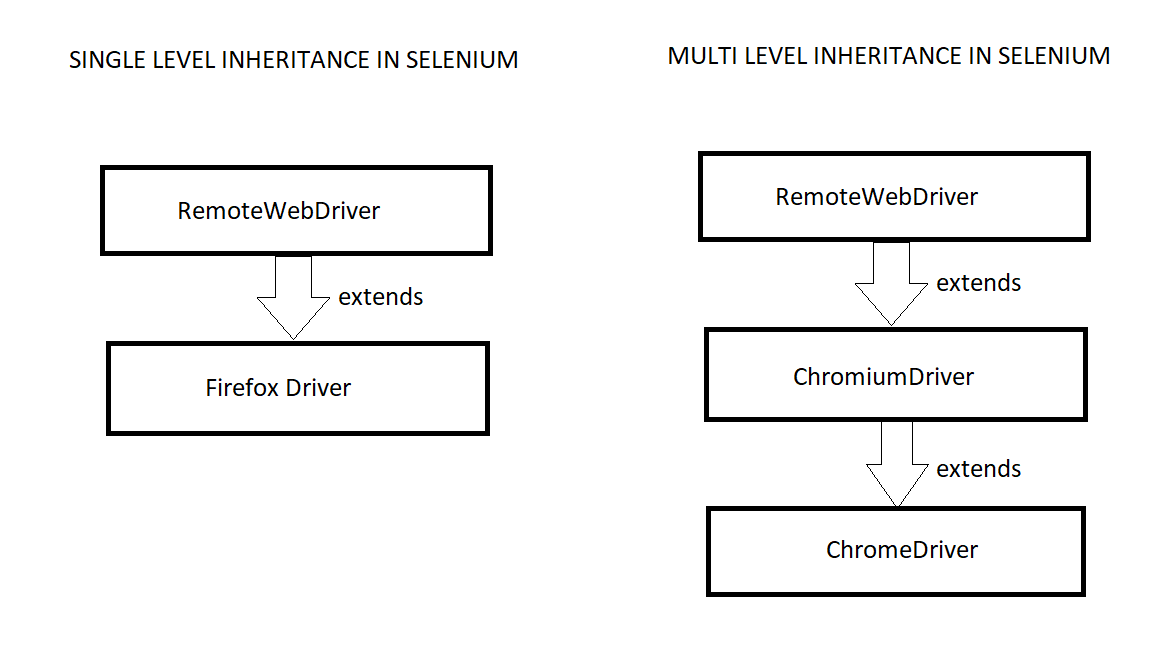 SINGLE LEVEL INHERITANCE IN SELENIUM
RemoteWebDriver
extends
Firefox Driver
MULTI LEVEL INHERITANCE IN SELENIUM
RemoteWebDriver
extends
ChromiumDriver
extends
ChromeDriver